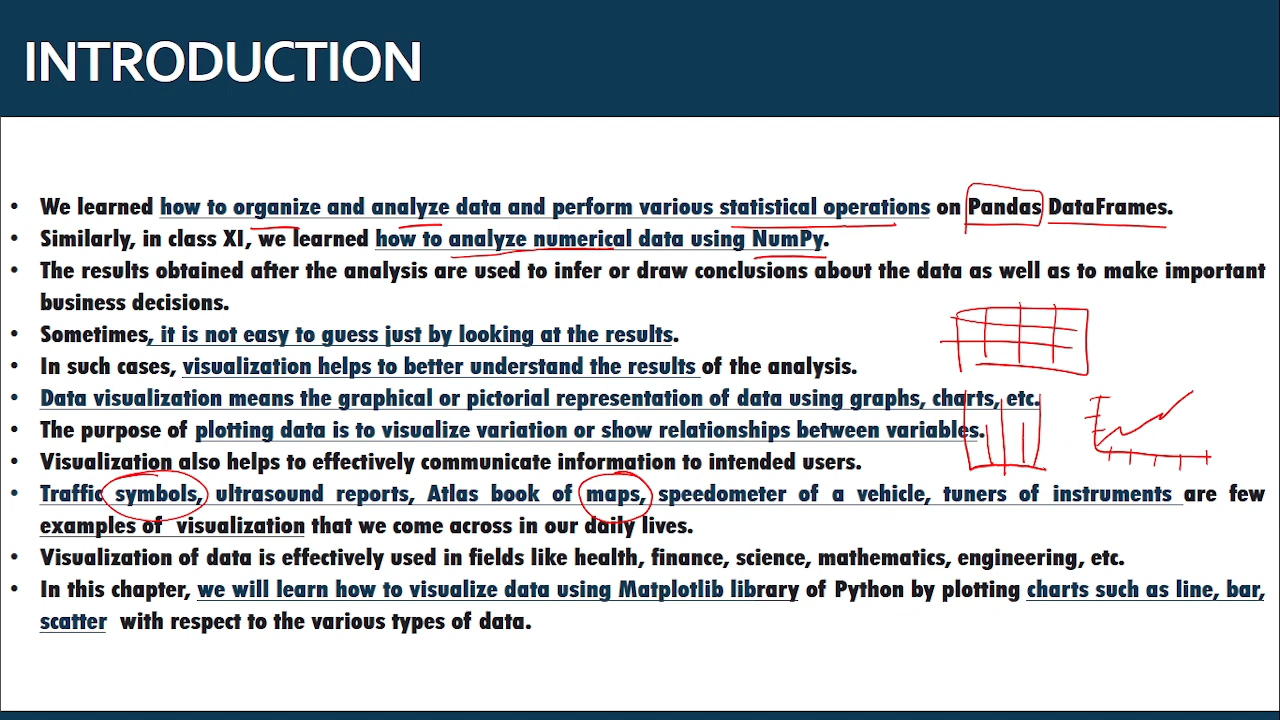 INTRODUCTION
• We learned how to organize and analyze data and perform various statistical operations on Pandas DataFrames.
• Similarly, in class XI, we learned how to analyze numerical data using NumPy.
• The results obtained after the analysis are used to infer or draw conclusions about the data as well as to make important
business decisions.
• Sometimes, it is not easy to guess just by looking at the results.
• In such cases, visualization helps to better understand the results of the analysis.
• Data visualization means the graphical or pictorial representation of data using graphs, charts, etc.
• The purpose of plotting data is to visualize variation or show relationships between variables.
• Visualization also helps to effectively communicate information to intended users.
• Traffic symbols, ultrasound reports, Atlas book of maps, speedometer of a vehicle, tuners of instruments are few
examples of visualization that we come across in our daily lives.
• Visualization of data is effectively used in fields like health, finance, science, mathematics, engineering, etc.
• In this chapter, we will learn how to visualize data using Matplotlib library of Python by plotting charts such as line, bar,
scatter with respect to the various types of data.